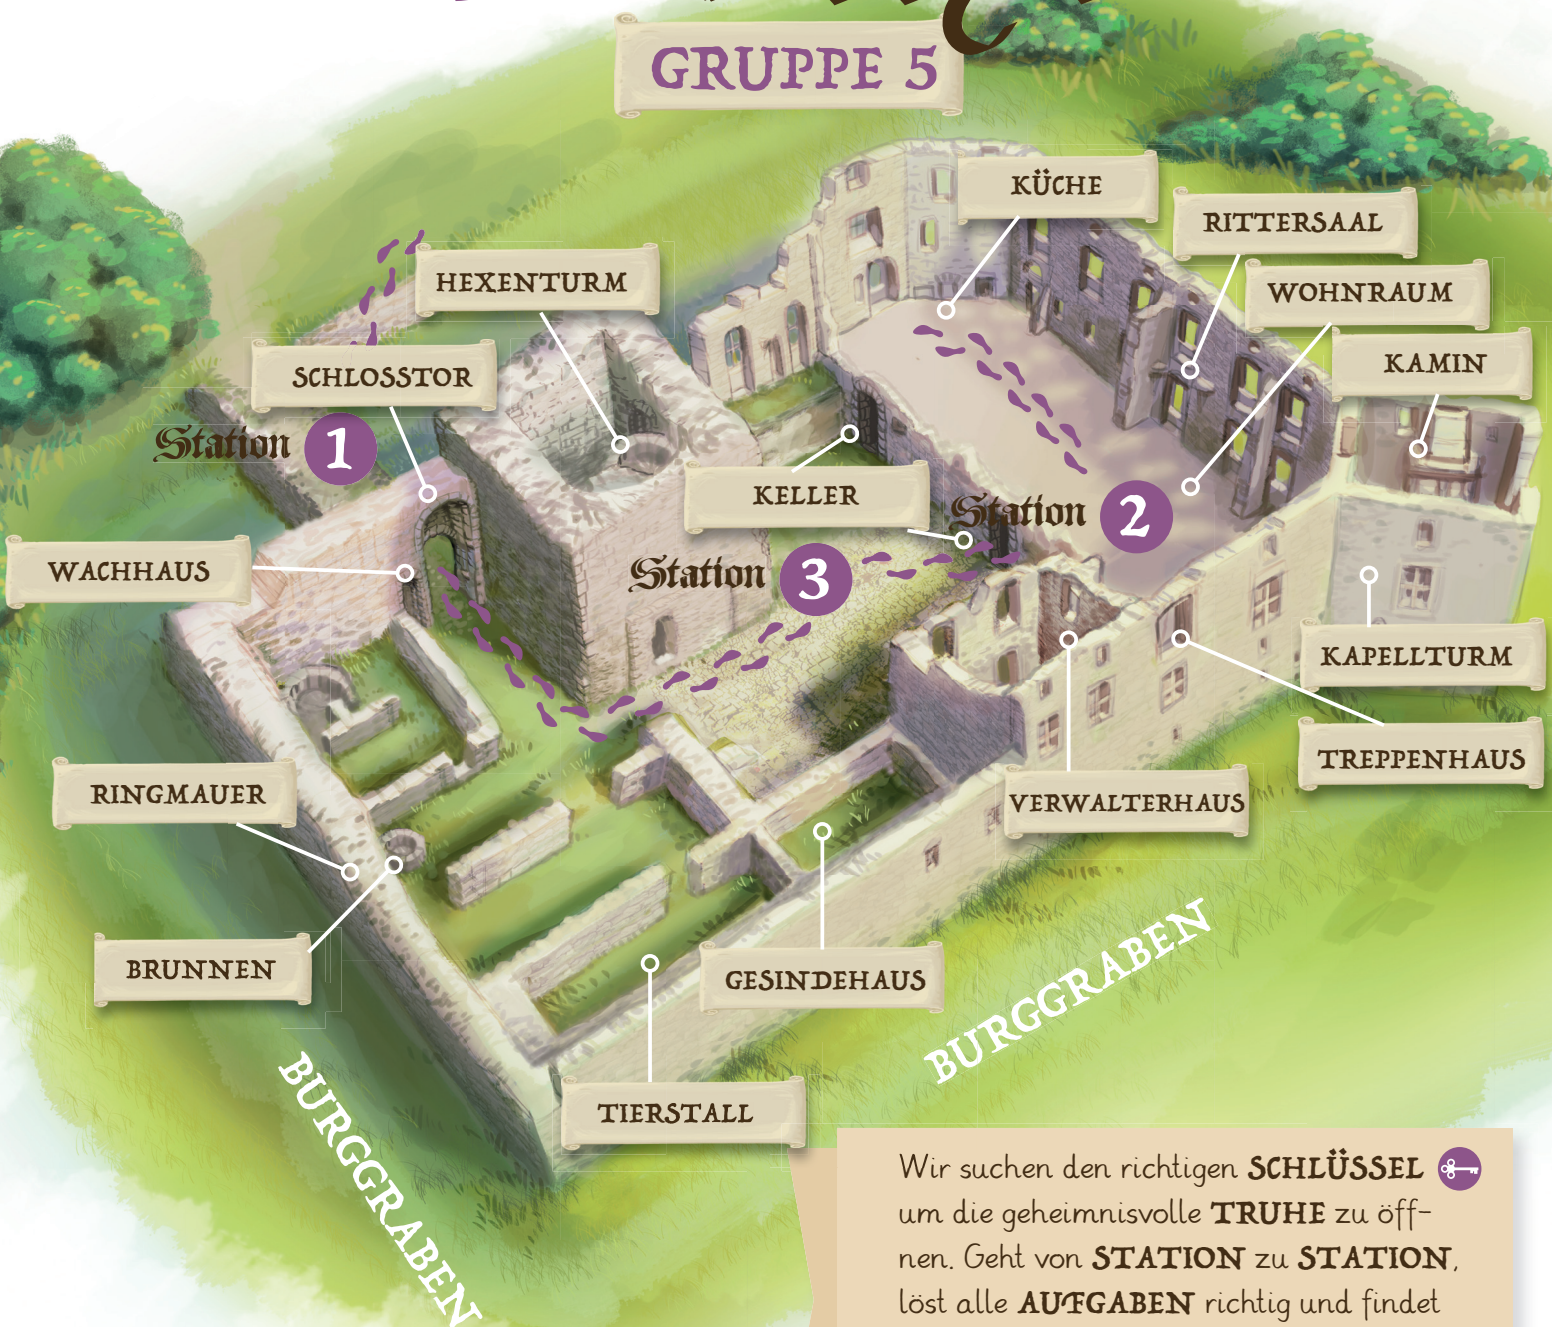 GRUPPE 5
KÜCHE
RITTERSAAL
HEXENTURM
WOHNRAUM
KAMIN
SCHLOSSTOR
Station 1
KELLER
Station 2
WACHHAUS
Station 3
KAPELLTURM
TREPPENHAUS
RINGMAUER
VERWALTERHAUS
BRUNNEN
GESINDEHAUS
BURGGRABEN
TIERSTALL
BURGGRABEN
Wir suchen den richtigen SCHLÜSSEL
um die geheimnisvolle TRUHE zu öff-
nen. Geht von STATION zu STATION,
löst alle AUFGABEN richtig und findet